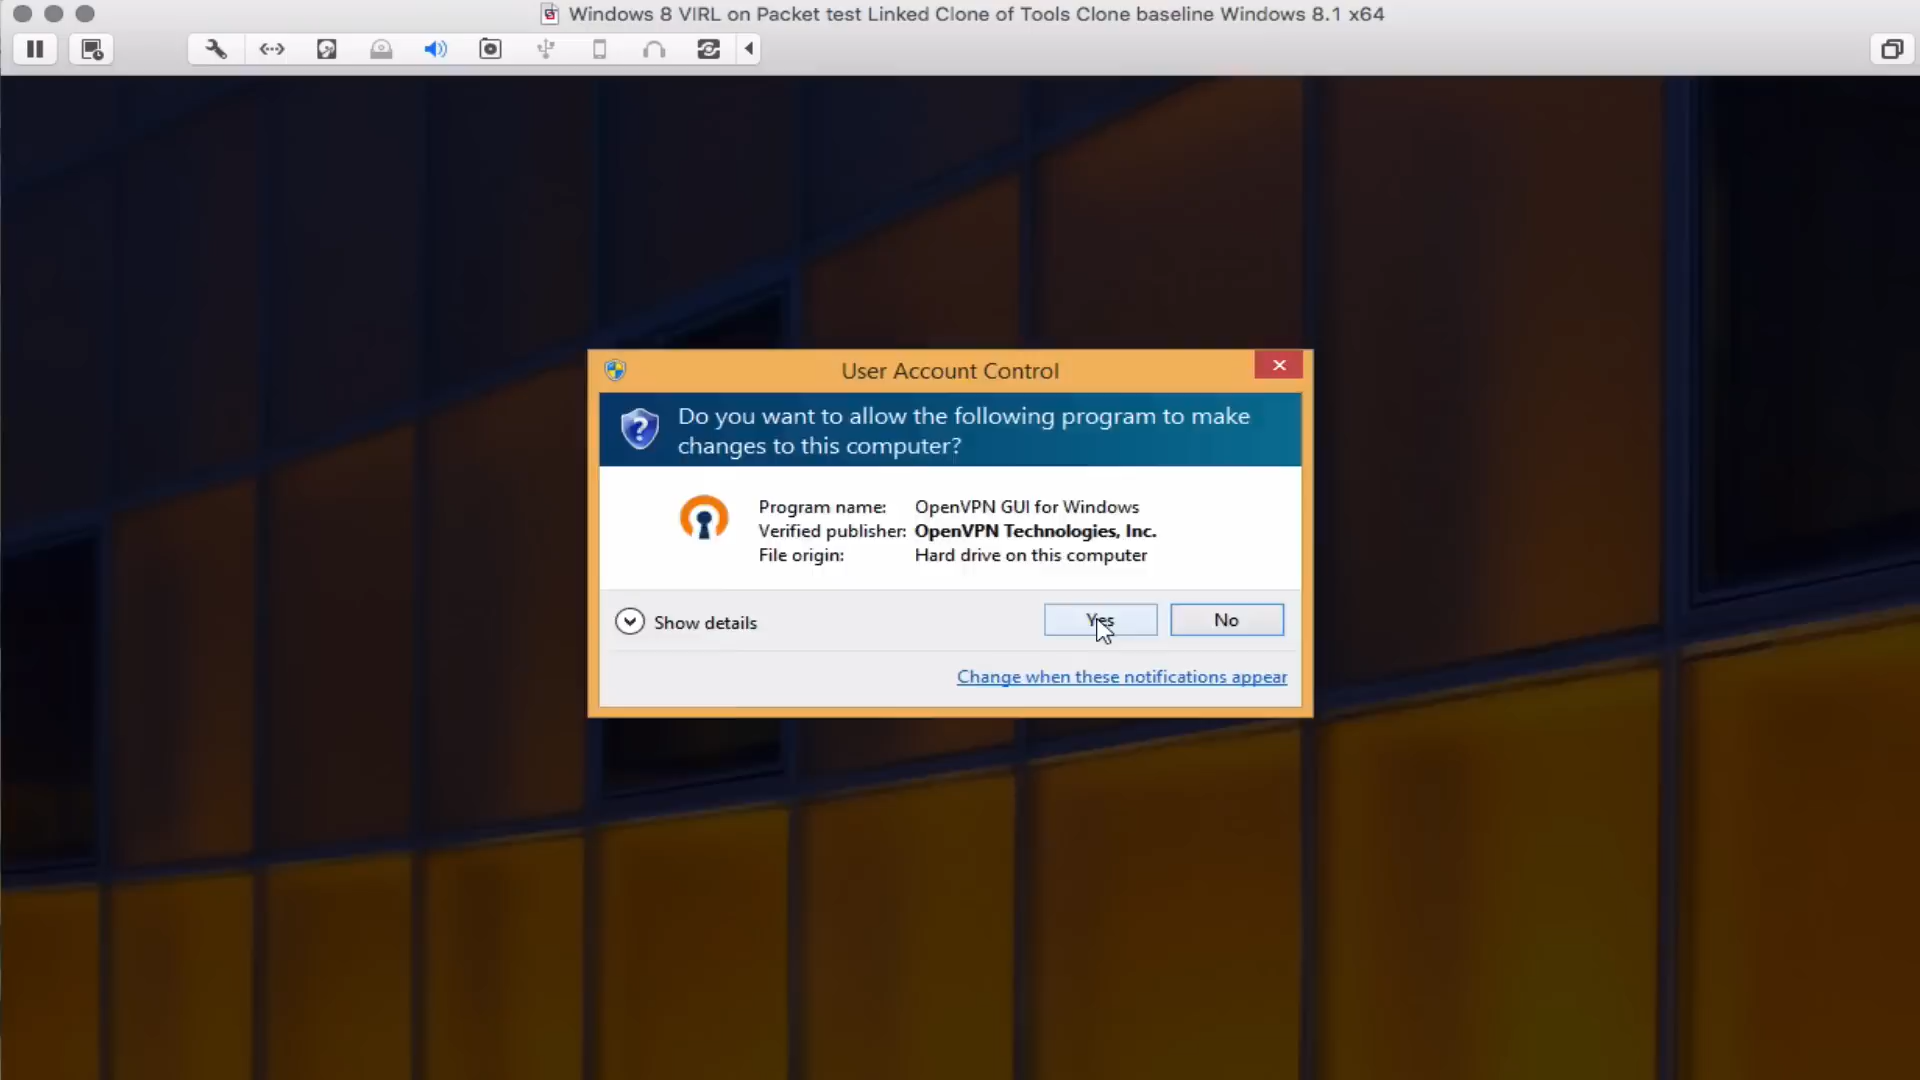 Windows 8 VIRL on Packet test Linked Clone of Tools Clone baseline Windows 8.1 x64
User Account Control
Do you want to allow the following program to make
changes to this computer?
Program name: OpenVPN GUI for Windows
Verified publisher: OpenVPN Technologies, Inc.
File origin: Hard drive on this computer
Show details
Yes
No
Change when these notifications appear